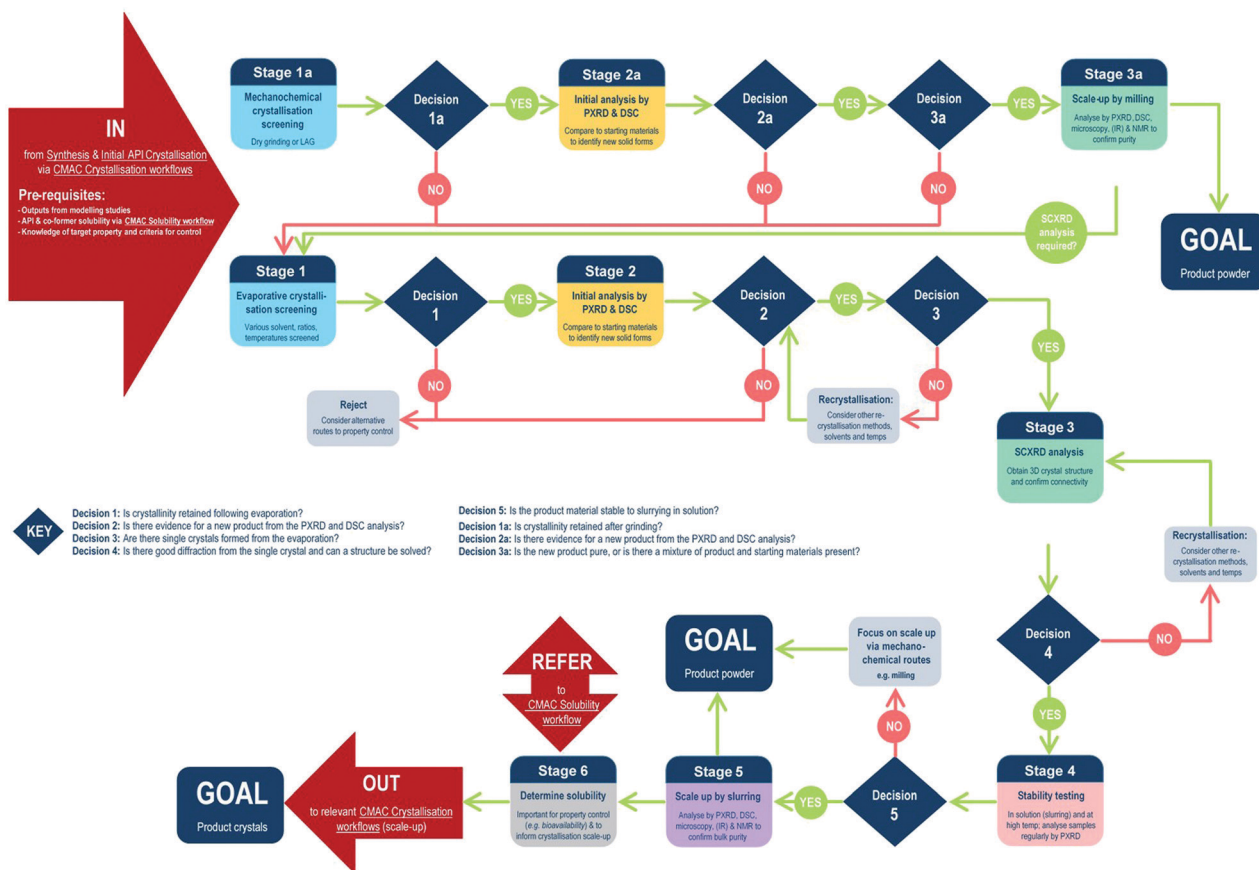 IN
from Synthesis & Initial API Crystallisation
via CMAC Crystallisation workflows
Pre-requisites:
- Outputs from modelling studies
- API & co-former solubility via CMAC Solubility workflow
- Knowledge of target property and criteria for control
Stage 1a
Mechanochemical
crystallisation
screening
Dry grinding or LAG
Decision
1a
YES
NO
Stage 2a
Initial analysis by
PXRD & DSC
Compare to starting materials
to identify new solid forms
Decision
2a
YES
NO
Decision
3a
YES
NO
Stage 3a
Scale-up by milling
Analyse by PXRD, DSC,
microscopy, (IR) & NMR to
confirm purity
SCXRD
analysis
required?
GOAL
Product powder
Stage 1
Evaporative crystalli-
sation screening
Various solvent, ratios,
temperatures screened
Decision
1
YES
NO
Stage 2
Initial analysis by
PXRD & DSC
Compare to starting materials
to identify new solid forms
Decision
2
YES
NO
Decision
3
YES
NO
Reject
Consider alternative
routes to property control
Recrystallisation:
Consider other re-
crystallisation methods,
solvents and temps
Stage 3
SCXRD analysis
Obtain 3D crystal structure
and confirm connectivity
KEY
Decision 1: Is crystallinity retained following evaporation?
Decision 2: Is there evidence for a new product from the PXRD and DSC analysis?
Decision 3: Are there single crystals formed from the evaporation?
Decision 4: Is there good diffraction from the single crystal and can a structure be solved?
Decision 5: Is the product material stable to slurrying in solution?
Decision 1a: Is crystallinity retained after grinding?
Decision 2a: Is there evidence for a new product from the PXRD and DSC analysis?
Decision 3a: Is the new product pure, or is there a mixture of product and starting materials present?
Recrystallisation:
Consider other re-
crystallisation methods,
solvents and temps
Decision
4
NO
YES
Stage 4
Stability testing
In solution (slurring) and at
high temp; analyse samples
regularly by PXRD
Decision
5
NO
YES
Focus on scale up
via mechano-
chemical routes
e.g. milling
GOAL
Product powder
Stage 5
Scale up by slurring
Analyse by PXRD, DSC,
microscopy, (IR) & NMR to
confirm bulk purity
REFER
to
CMAC Solubility
workflow
Stage 6
Determine solubility
Important for property control
(e.g. bioavailability) & to
inform crystallisation scale-up
OUT
to relevant CMAC Crystallisation
workflows (scale-up)
GOAL
Product crystals